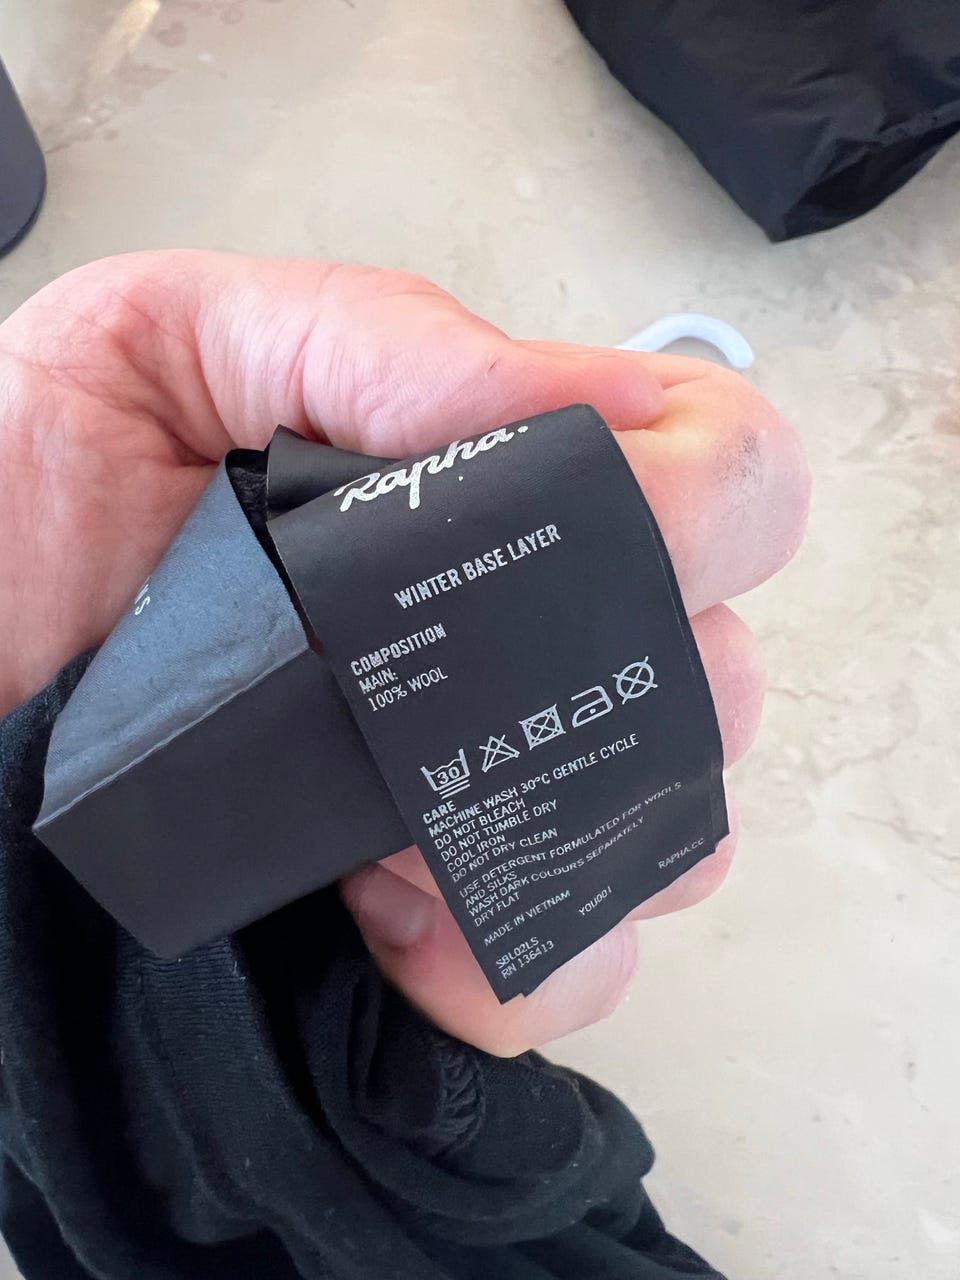 Rapha.
WINTER BASE LAYER
COMPOSITION
MAIN:
100% WOOL
30
CARE
MACHINE WASH 30°C GENTLE CYCLE
DO NOT BLEACH
DO NOT TUMBLE DRY
COOL IRON
DO NOT DRY CLEAN
USE DETERGENT FORMULATED FOR WOOLS
AND SILKS
WASH DARK COLOURS SEPARATELY
DRY FLAT
MADE IN VIETNAM
YOU001
RAPHA.CC
SBL02LS
RN 136413